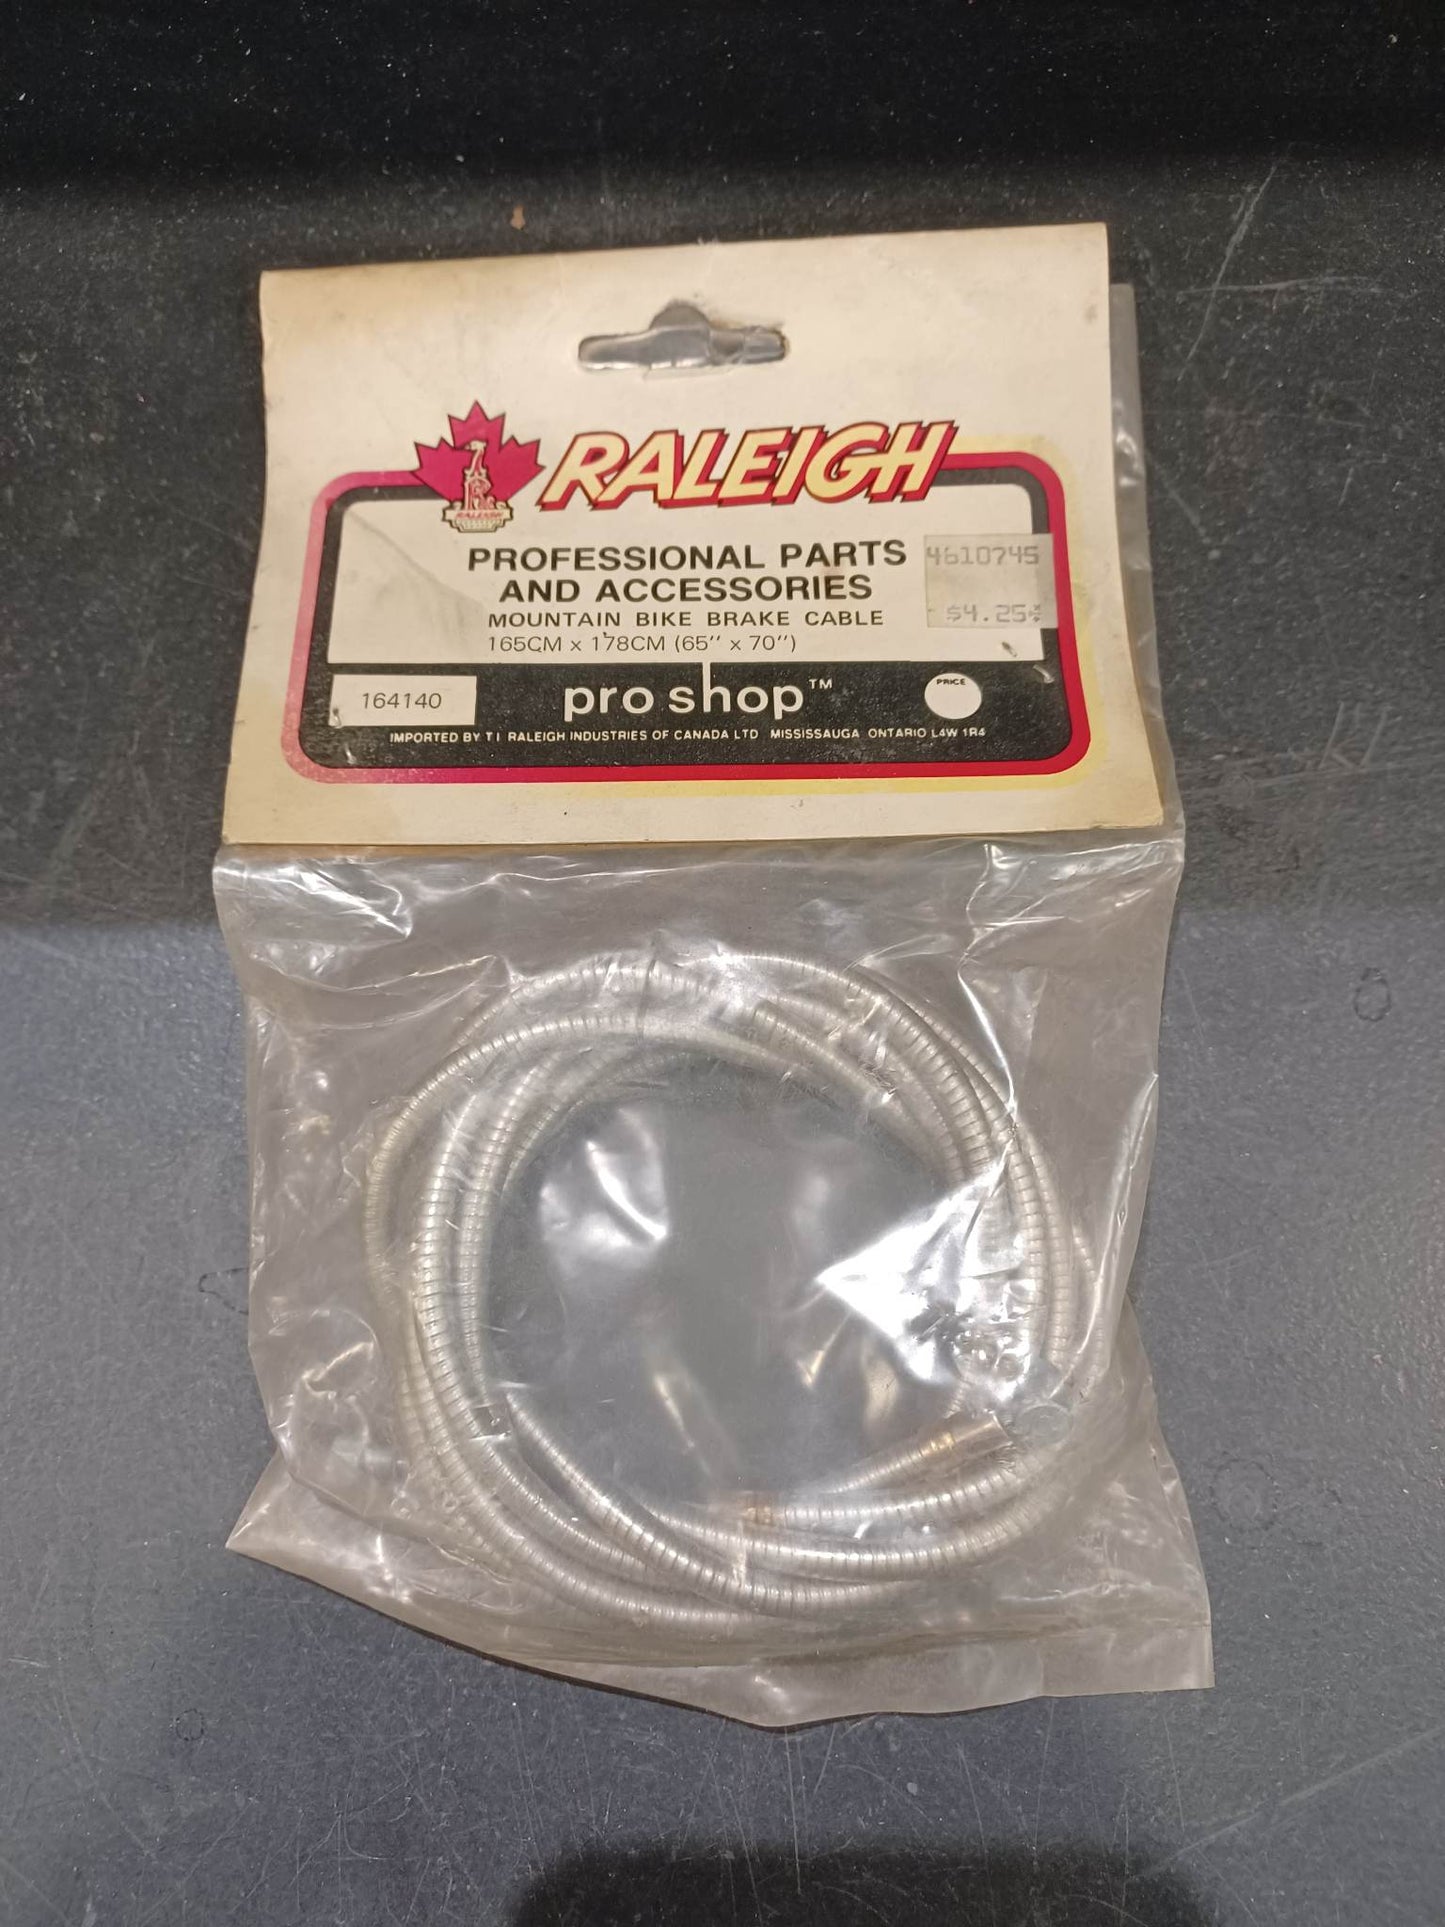 RALEIGH
RALEIGH
PROFESSIONAL PARTS
AND ACCESSORIES
MOUNTAIN BIKE BRAKE CABLE
165CM x 178CM (65'' x 70'')
4610745
$4.25
164140
pro shop™
PRICE
IMPORTED BY T I RALEIGH INDUSTRIES OF CANADA LTD MISSISSAUGA ONTARIO L4W 1R4